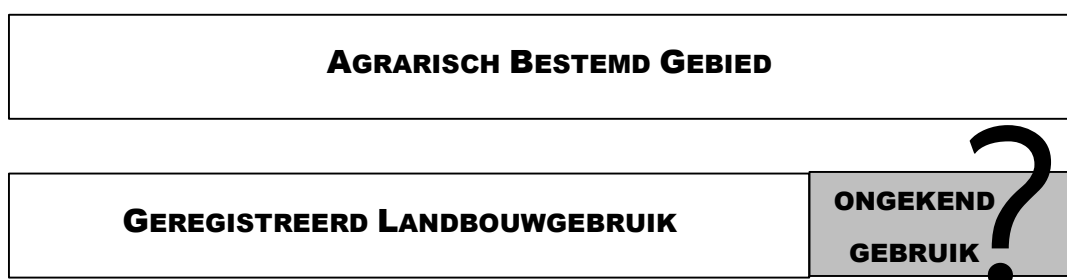 AGRARISCH BESTEMD GEBIED
GEREGISTREERD LANDBOUWGEBRUIK
ONGEKEND
GEBRUIK
?